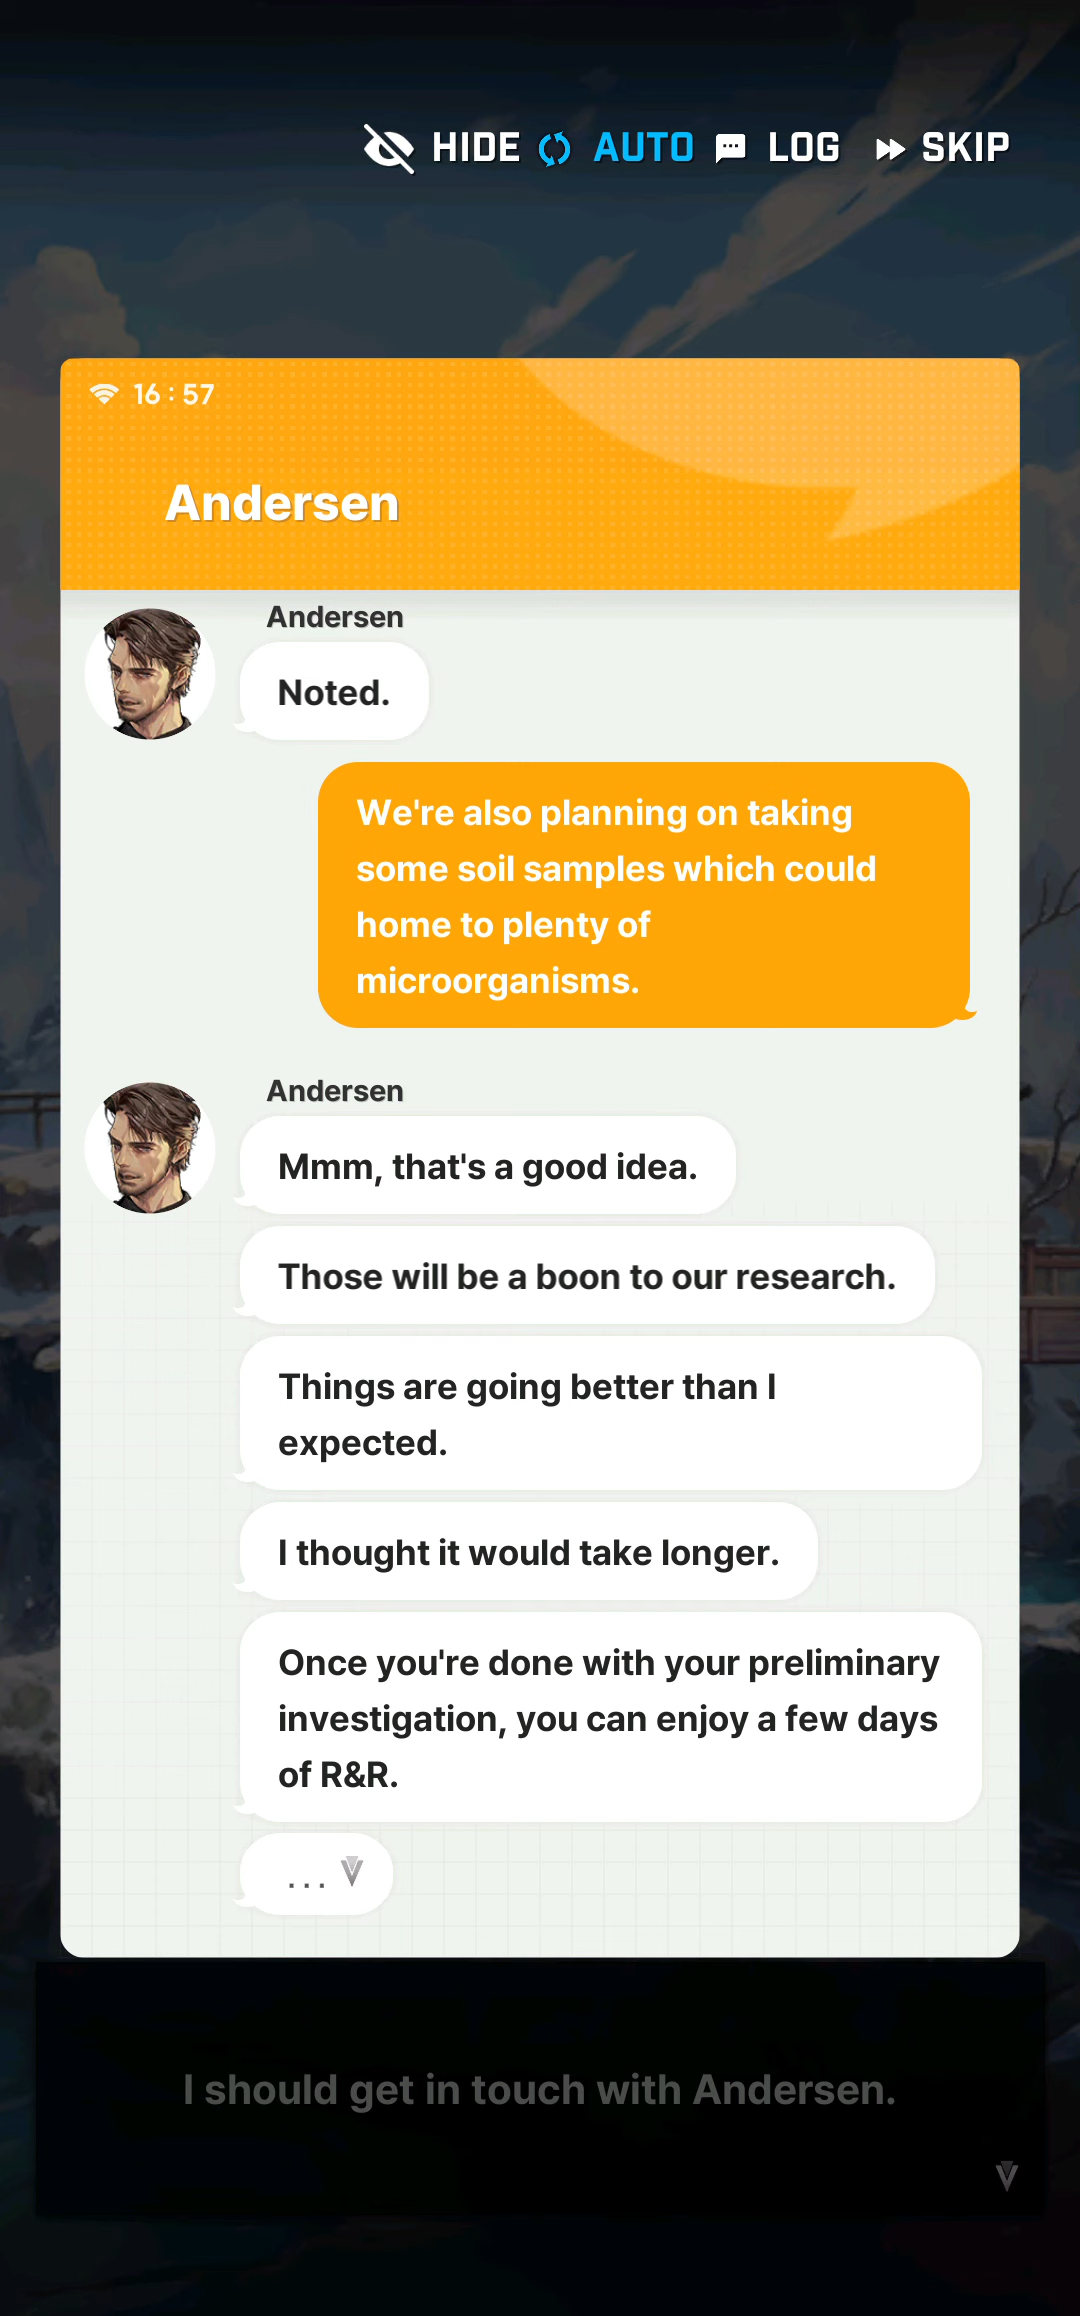 HIDE AUTO LOG SKIP
16 : 57
Andersen
Andersen
Noted.
We're also planning on taking
some soil samples which could
home to plenty of
microorganisms.
Andersen
Mmm, that's a good idea.
Those will be a boon to our research.
Things are going better than I
expected.
I thought it would take longer.
Once you're done with your preliminary
investigation, you can enjoy a few days
of R&R.
...
I should get in touch with Andersen.